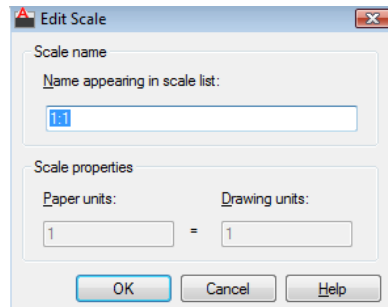 Edit Scale
Scale name
Name appearing in scale list:
1:1
Scale properties
Paper units:
Drawing units:
1 = 1
OK Cancel Help